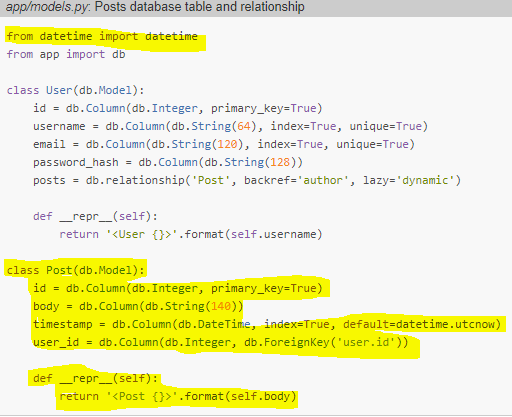 app/models.py: Posts database table and relationship
from datetime import datetime
from app import db
class User(db.Model):
    id = db.Column(db.Integer, primary_key=True)
    username = db.Column(db.String(64), index=True, unique=True)
    email = db.Column(db.String(120), index=True, unique=True)
    password_hash = db.Column(db.String(128))
    posts = db.relationship('Post', backref='author', lazy='dynamic')
    def __repr__(self):
        return '<User {}>'.format(self.username)
class Post(db.Model):
    id = db.Column(db.Integer, primary_key=True)
    body = db.Column(db.String(140))
    timestamp = db.Column(db.DateTime, index=True, default=datetime.utcnow)
    user_id = db.Column(db.Integer, db.ForeignKey('user.id'))
    def __repr__(self):
        return '<Post {}>'.format(self.body)